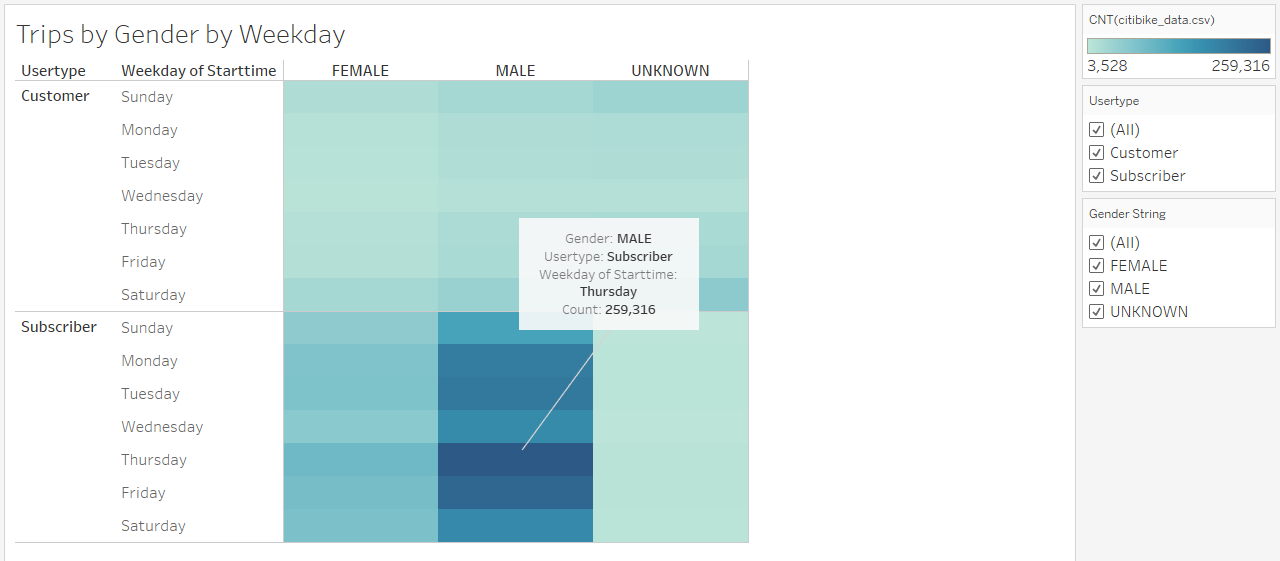 Trips by Gender by Weekday
Usertype Weekday of Starttime FEMALE MALE UNKNOWN
Customer Sunday
Monday
Tuesday
Wednesday
Thursday
Friday
Saturday
Subscriber Sunday
Monday
Tuesday
Wednesday
Thursday
Friday
Saturday
Gender: MALE
Usertype: Subscriber
Weekday of Starttime:
Thursday
Count: 259,316
CNT(citibike_data.csv)
3,528 259,316
Usertype
(All)
Customer
Subscriber
Gender String
(All)
FEMALE
MALE
UNKNOWN